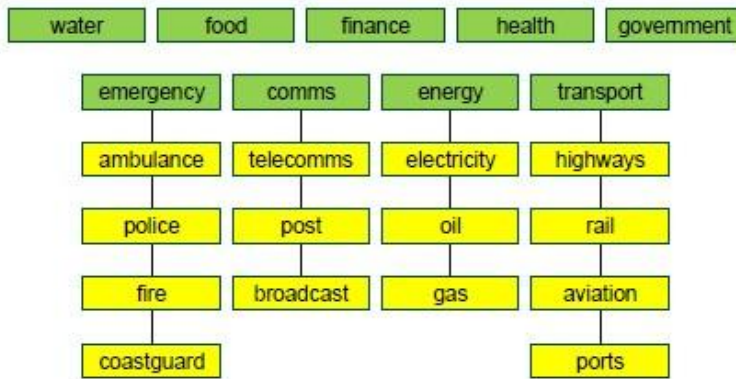 water food finance health government
emergency comms energy transport
ambulance telecomms electricity highways
police post oil rail
fire broadcast gas aviation
coastguard ports